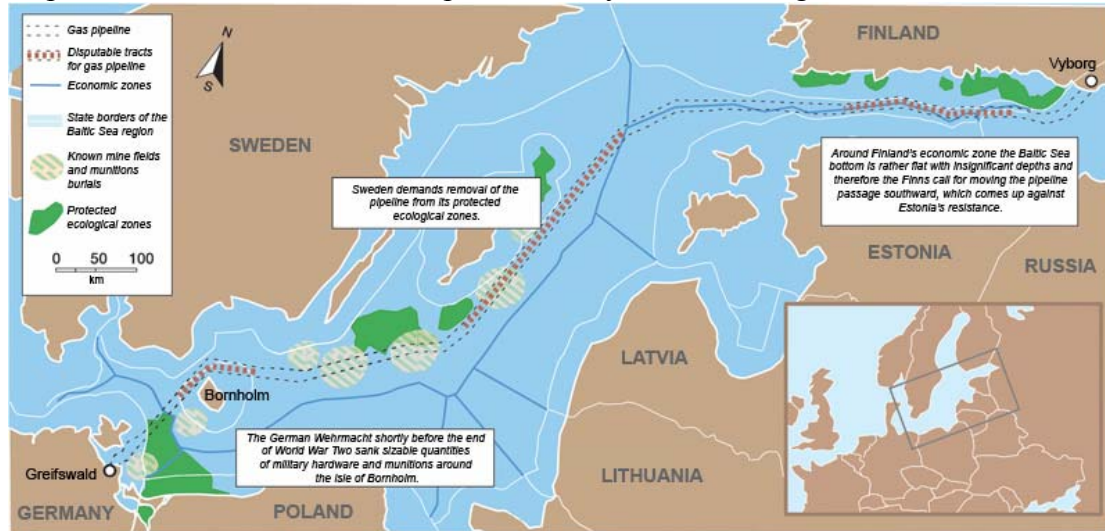 Gas pipeline
Disputable tracts
for gas pipeline
Economic zones
State borders of the
Baltic Sea region
Known mine fields
and munitions
burials
Protected
ecological zones
0 50 100
km
N
S
FINLAND
Vyborg
SWEDEN
Sweden demands removal of the
pipeline from its protected
ecological zones.
Around Finland's economic zone the Baltic Sea
bottom is rather flat with insignificant depths and
therefore the Finns call for moving the pipeline
passage southward, which comes up against
Estonia's resistance.
ESTONIA
RUSSIA
LATVIA
Bornholm
The German Wehrmacht shortly before the end
of World War Two sank sizable quantities
of military hardware and munitions around
the Isle of Bornholm.
Greifswald
LITHUANIA
GERMANY
POLAND